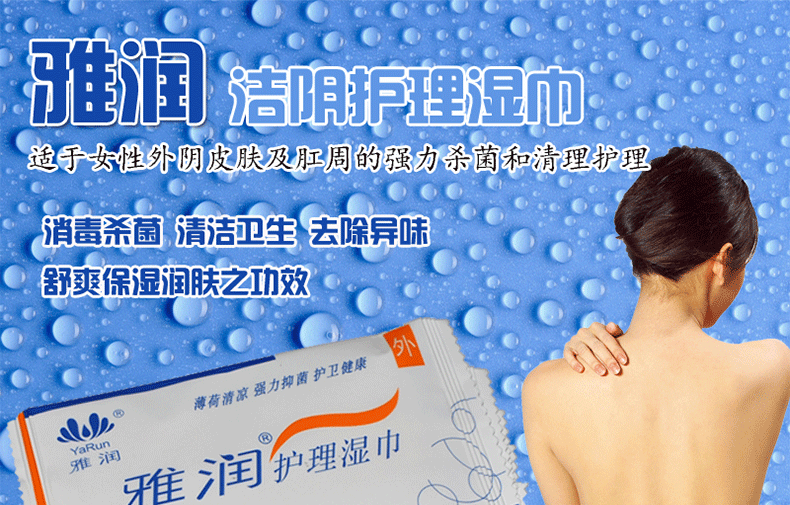 雅润 洁阴护理湿巾
适于女性外阴皮肤及肛周的强力杀菌和清理护理
消毒杀菌 清洁卫生 去除异味
舒爽保湿润肤之功效
外
薄荷清凉 强力抑菌 护卫健康
YaRun®
雅润
雅润®护理湿巾